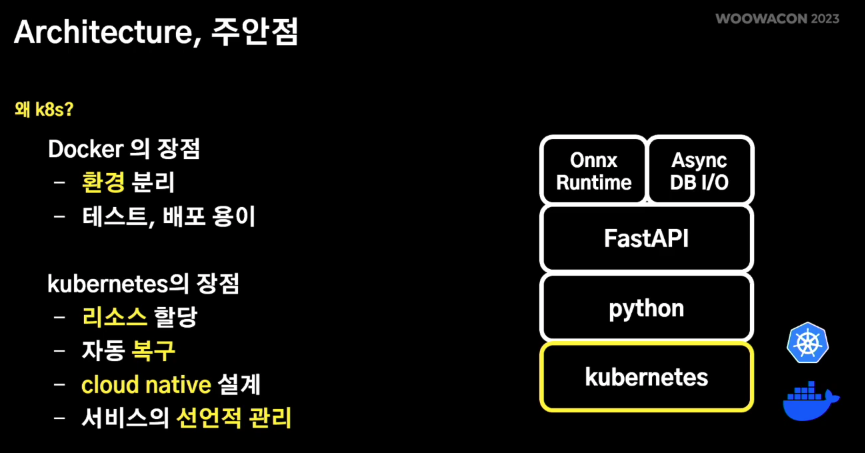 Architecture, 주안점
WOOWACON 2023
왜 k8s?
Docker 의 장점
– 환경 분리
– 테스트, 배포 용이
kubernetes의 장점
– 리소스 할당
– 자동 복구
– cloud native 설계
– 서비스의 선언적 관리
Onnx
Runtime
Async
DB I/O
FastAPI
python
kubernetes